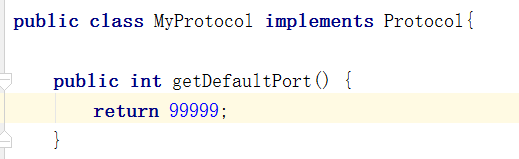 public class MyProtocol implements Protocol{
public int getDefaultPort() {
return 99999;
}